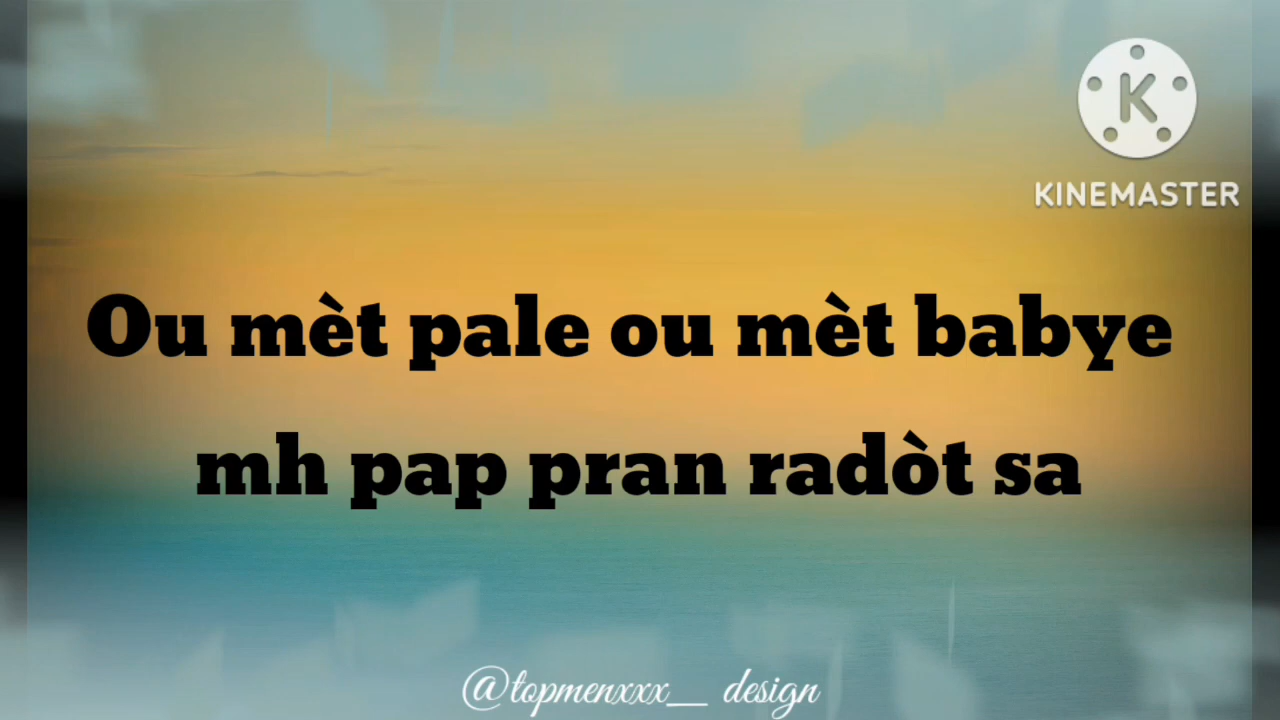 K
KINEMASTER
Ou mèt pale ou mèt babye
mh pap pran radòt sa
@topmenxxx__ design